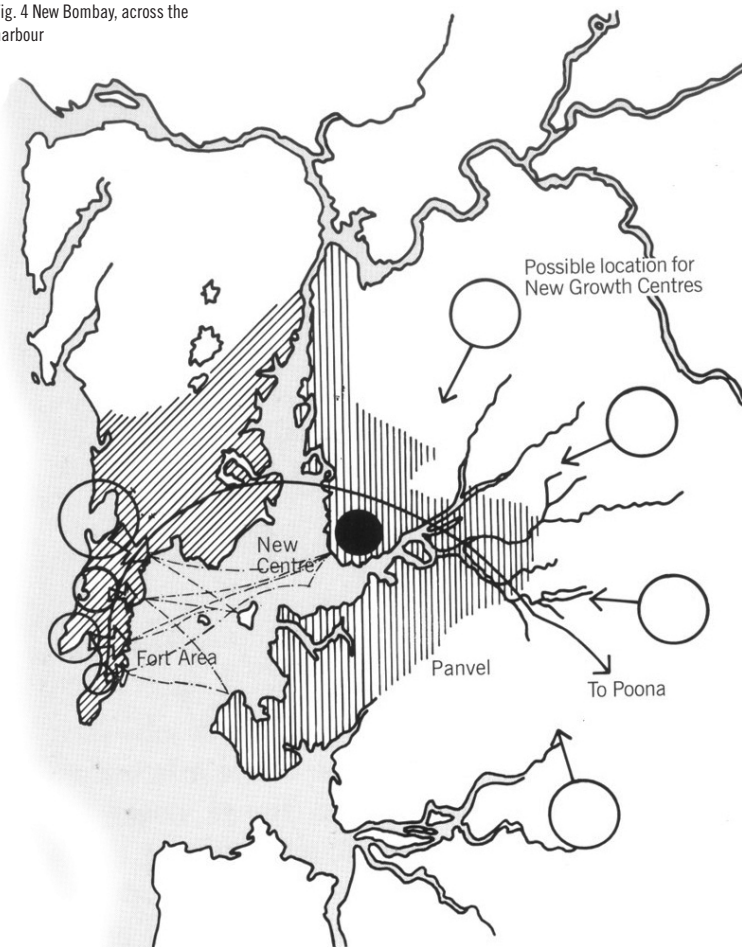 ig. 4 New Bombay, across the
arbour
Possible location for
New Growth Centres
New
Centre
Fort Area
Panvel
To Poona